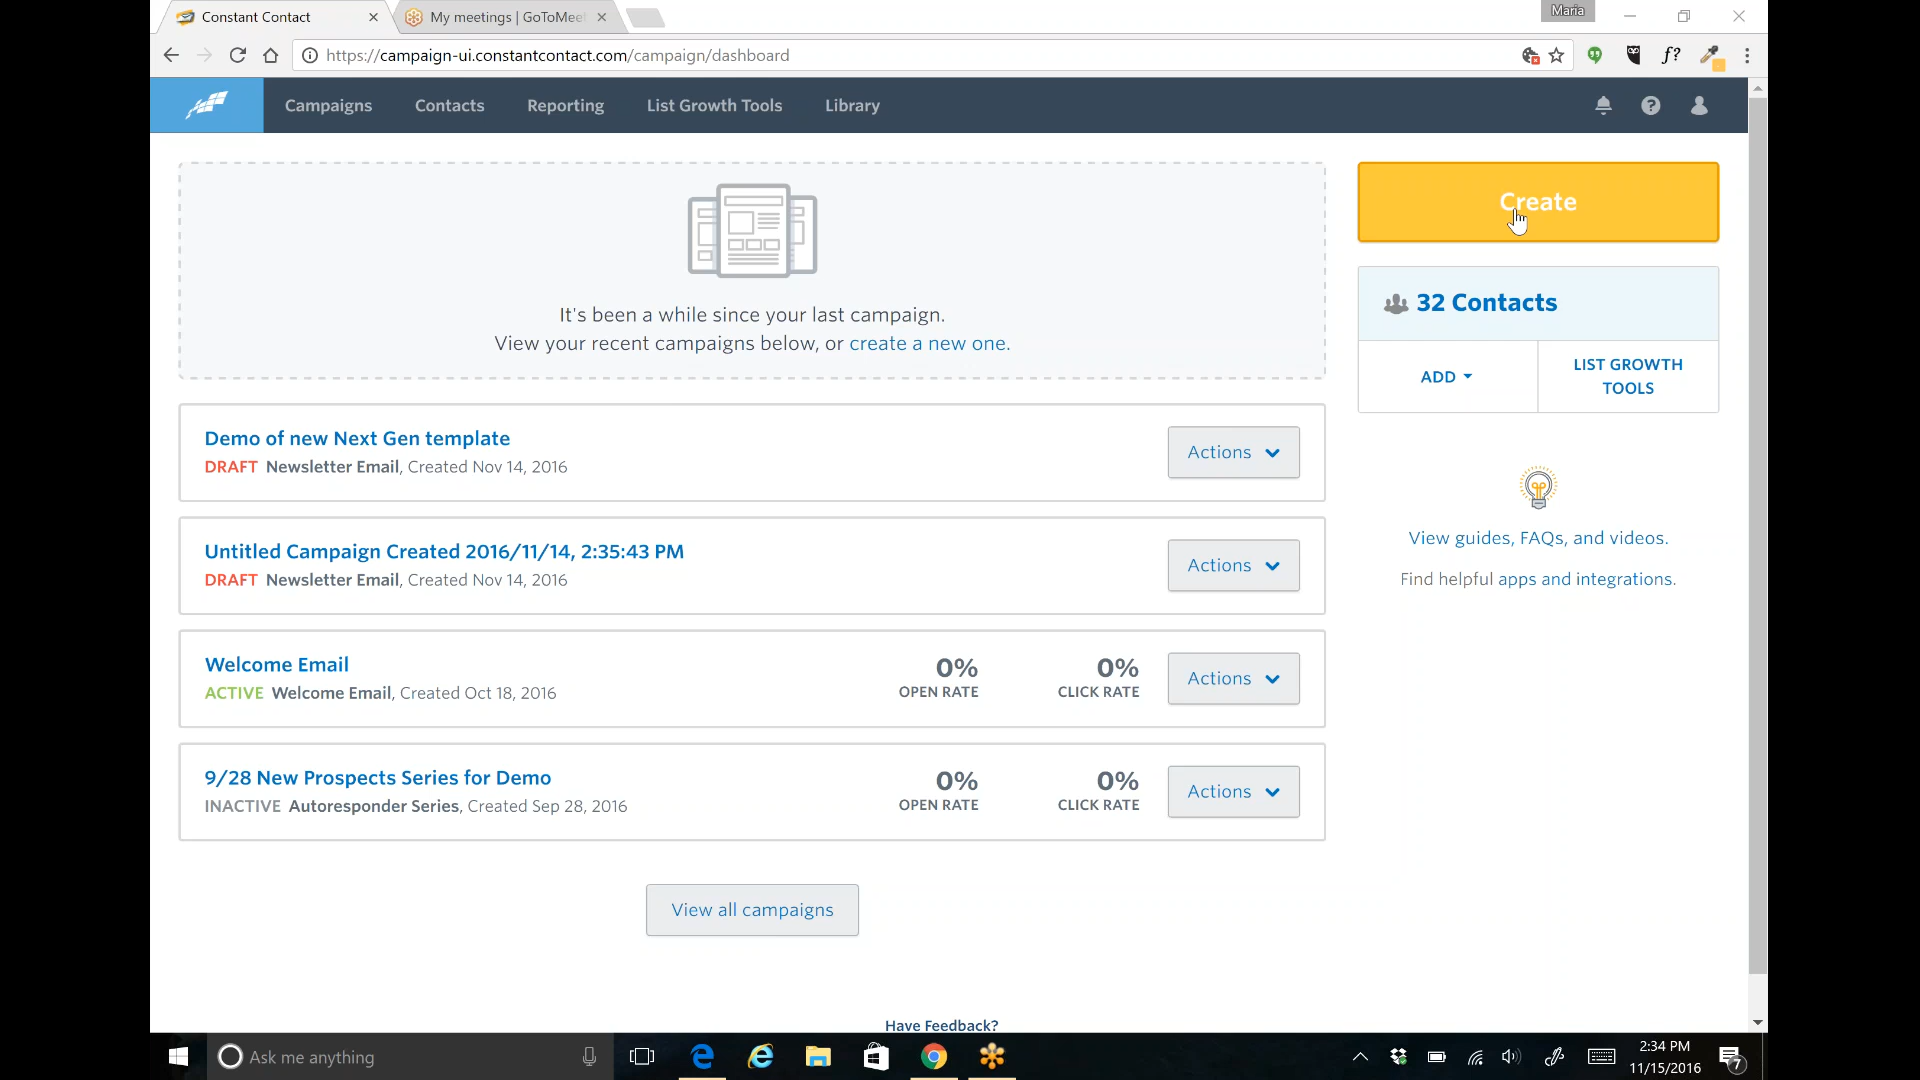 Constant Contact
My meetings | GoToMee
Maria
https://campaign-ui.constantcontact.com/campaign/dashboard
f?
Campaigns
Contacts
Reporting
List Growth Tools
Library
It's been a while since your last campaign.
View your recent campaigns below, or create a new one.
Create
32 Contacts
ADD
LIST GROWTH
TOOLS
View guides, FAQs, and videos.
Find helpful apps and integrations.
Demo of new Next Gen template
DRAFT Newsletter Email, Created Nov 14, 2016
Actions
Untitled Campaign Created 2016/11/14, 2:35:43 PM
DRAFT Newsletter Email, Created Nov 14, 2016
Actions
Welcome Email
ACTIVE Welcome Email, Created Oct 18, 2016
0%
OPEN RATE
0%
CLICK RATE
Actions
9/28 New Prospects Series for Demo
INACTIVE Autoresponder Series, Created Sep 28, 2016
0%
OPEN RATE
0%
CLICK RATE
Actions
View all campaigns
Have Feedback?
Ask me anything
2:34 PM
11/15/2016
7